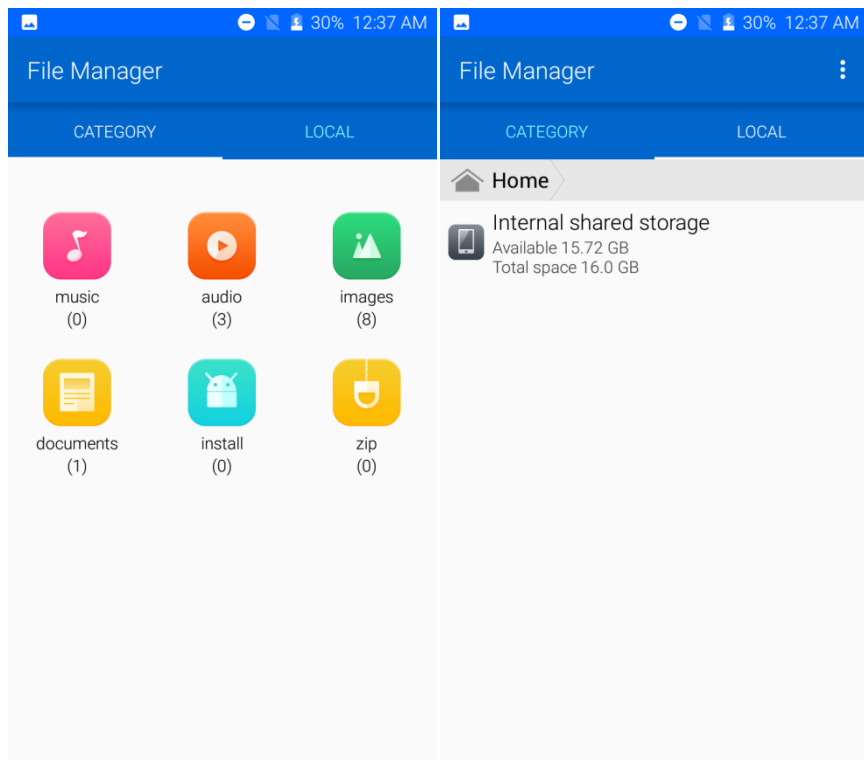 30% 12:37 AM
File Manager
CATEGORY LOCAL
music
(0)
audio
(3)
images
(8)
documents
(1)
install
(0)
zip
(0)
30% 12:37 AM
File Manager
CATEGORY LOCAL
Home
Internal shared storage
Available 15.72 GB
Total space 16.0 GB